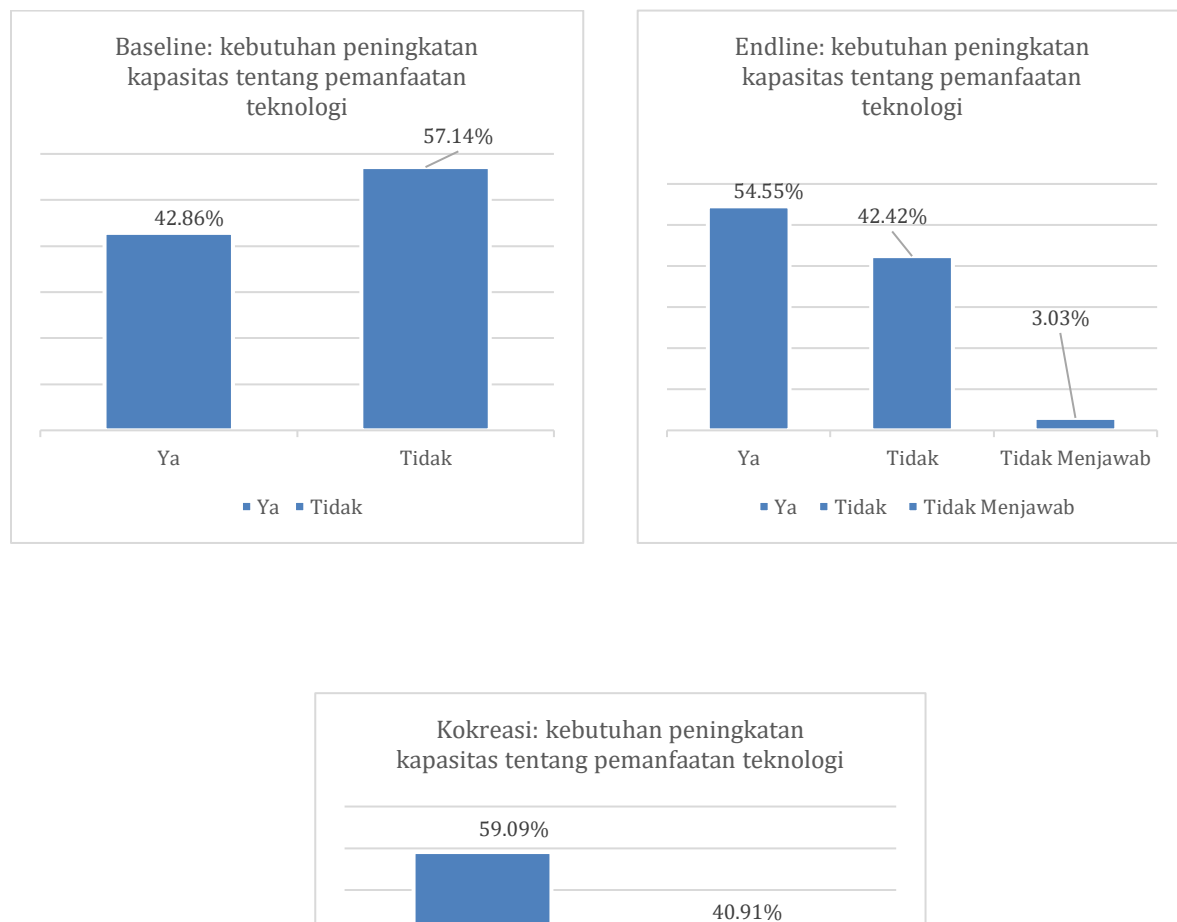 Baseline: kebutuhan peningkatan
kapasitas tentang pemanfaatan
teknologi
57.14%
42.86%
Ya
Tidak
Ya
Tidak
Endline: kebutuhan peningkatan
kapasitas tentang pemanfaatan
teknologi
54.55%
42.42%
3.03%
Ya
Tidak
Tidak Menjawab
Ya
Tidak
Tidak Menjawab
Kokreasi: kebutuhan peningkatan
kapasitas tentang pemanfaatan teknologi
59.09%
40.91%